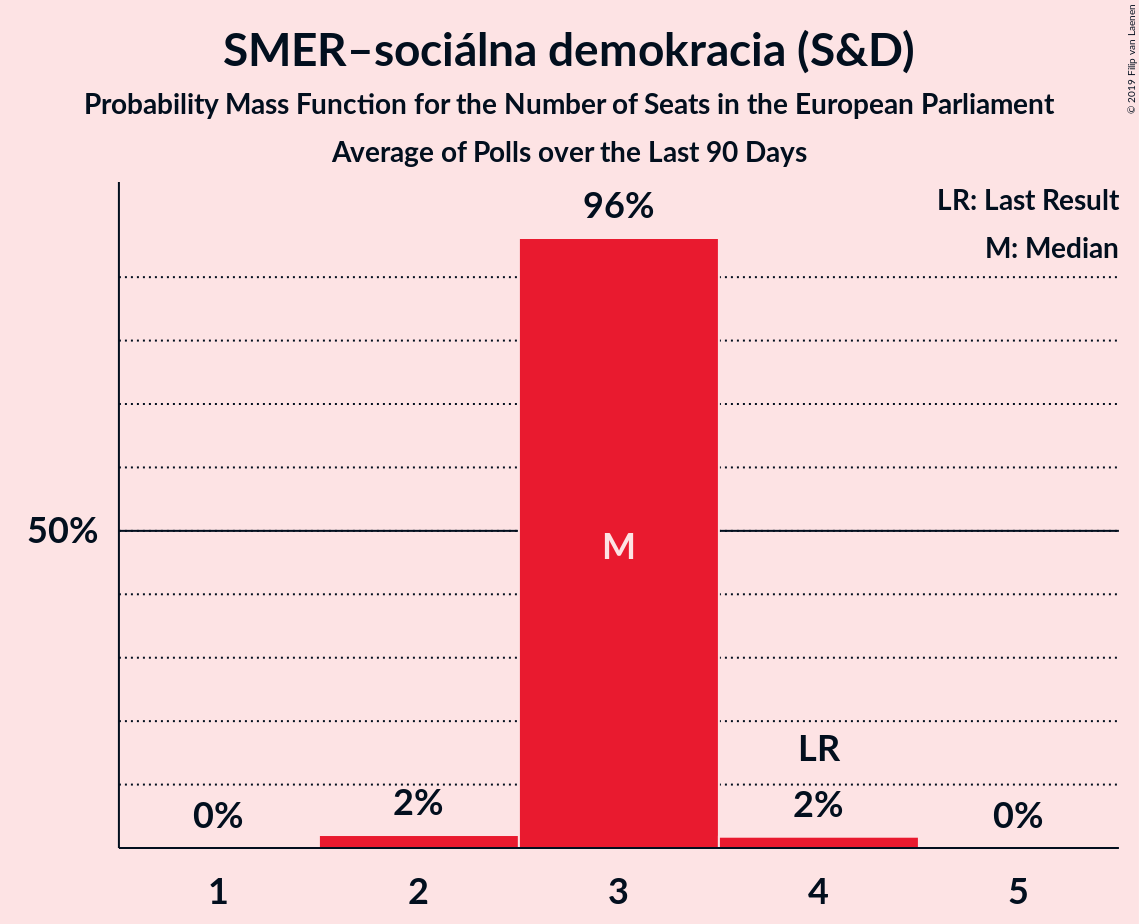 SMER–sociálna demokracia (S&D)
Probability Mass Function for the Number of Seats in the European Parliament
Average of Polls over the Last 90 Days
© 2019 Filip van Laenen
LR: Last Result
M: Median
96%
50%
M
LR
0%
2%
2%
0%
1
2
3
4
5